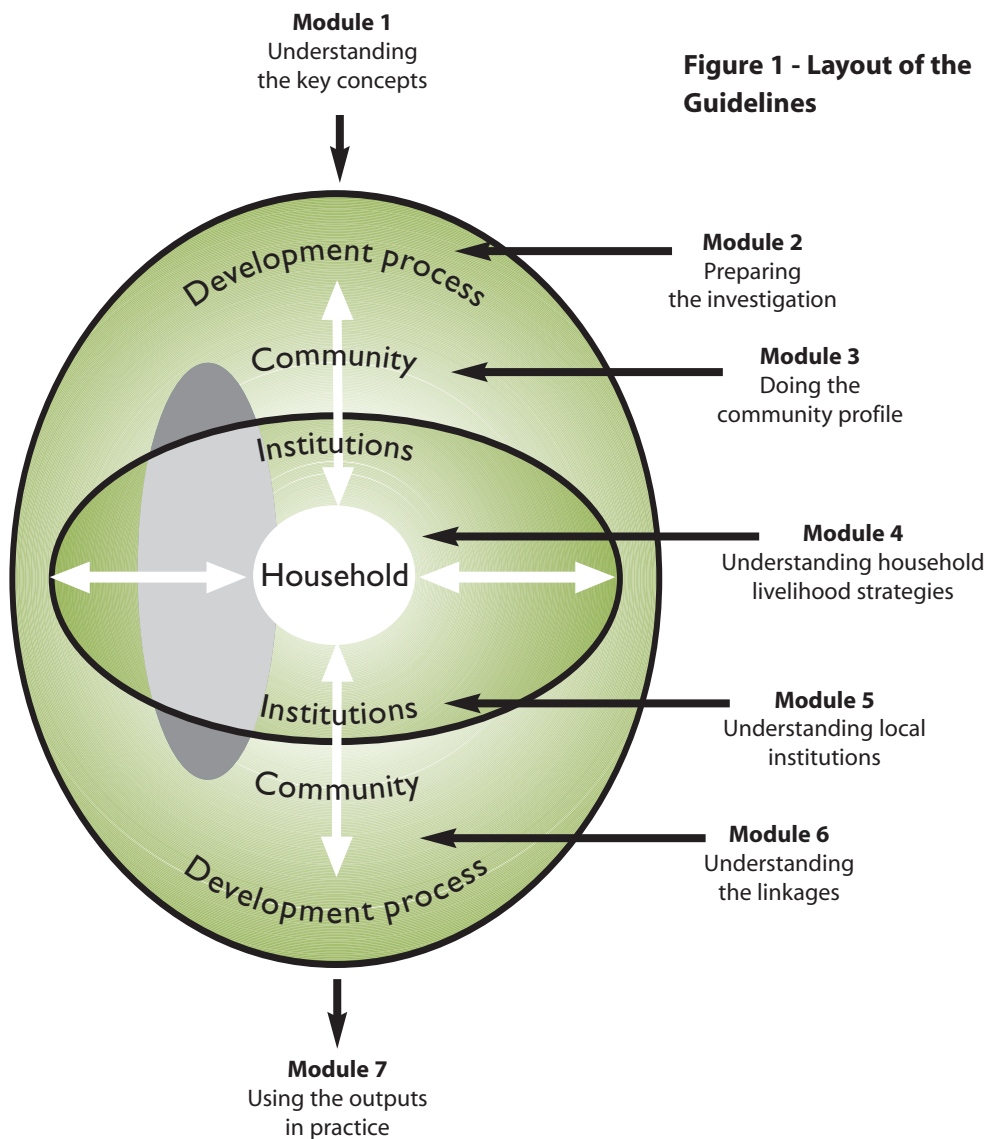 Module 1
Understanding
the key concepts
Figure 1 - Layout of the
Guidelines
Development process
Module 2
Preparing
the investigation
Community
Module 3
Doing the
community profile
Institutions
Household
Module 4
Understanding household
livelihood strategies
Institutions
Module 5
Understanding local
institutions
Community
Module 6
Understanding
the linkages
Development process
Module 7
Using the outputs
in practice